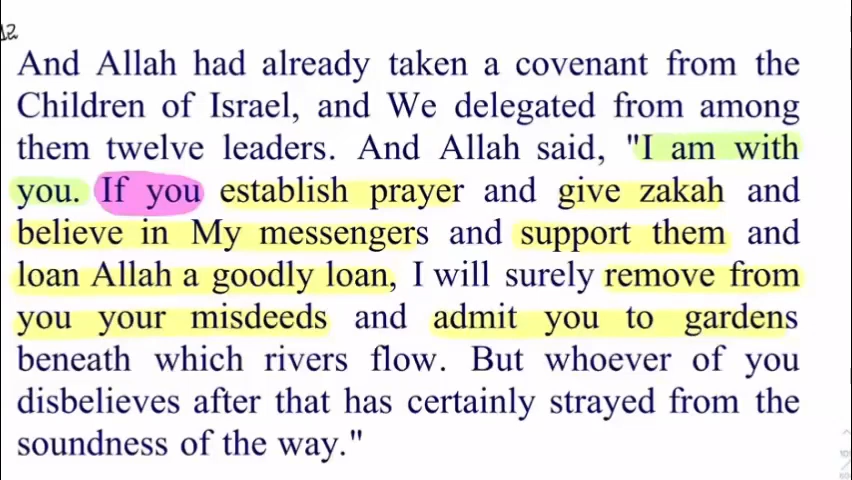 12
And Allah had already taken a covenant from the
Children of Israel, and We delegated from among
them twelve leaders. And Allah said, "I am with
you. If you establish prayer and give zakah and
believe in My messengers and support them and
loan Allah a goodly loan, I will surely remove from
you your misdeeds and admit you to gardens
beneath which rivers flow. But whoever of you
disbelieves after that has certainly strayed from the
soundness of the way."